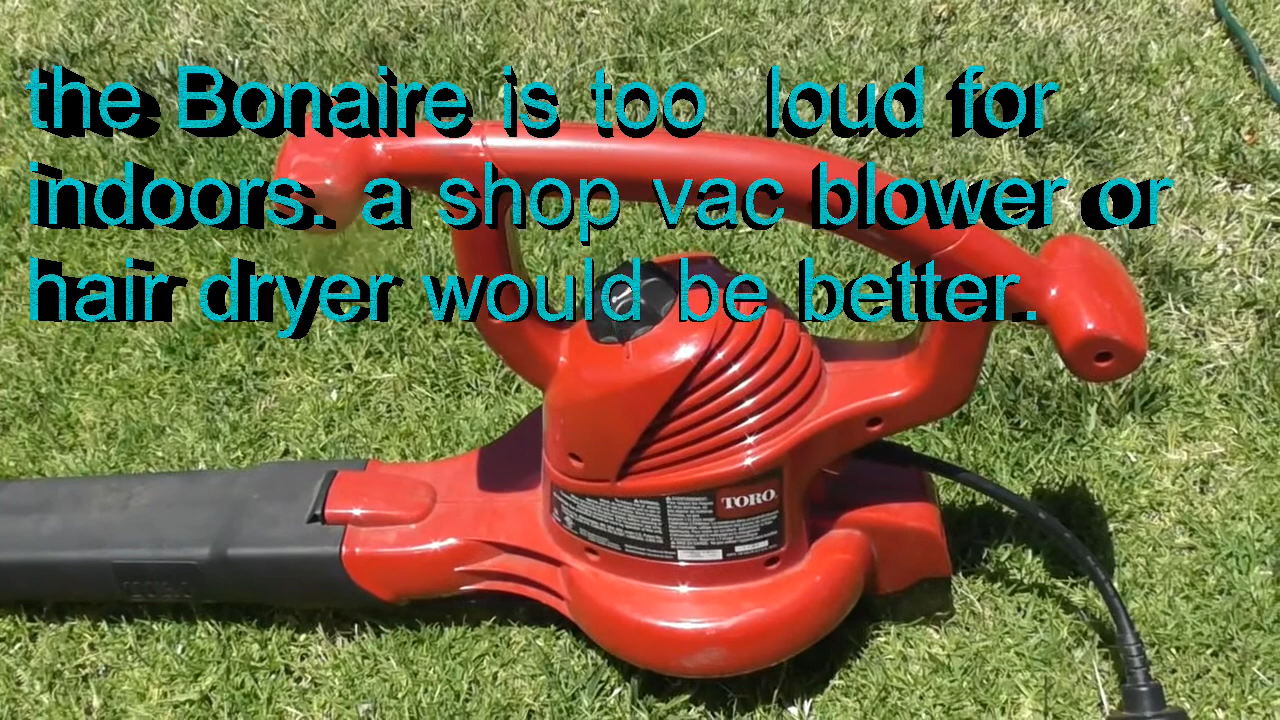 the Bonaire is too loud for
indoors. a shop vac blower or
hair dryer would be better.
TORO